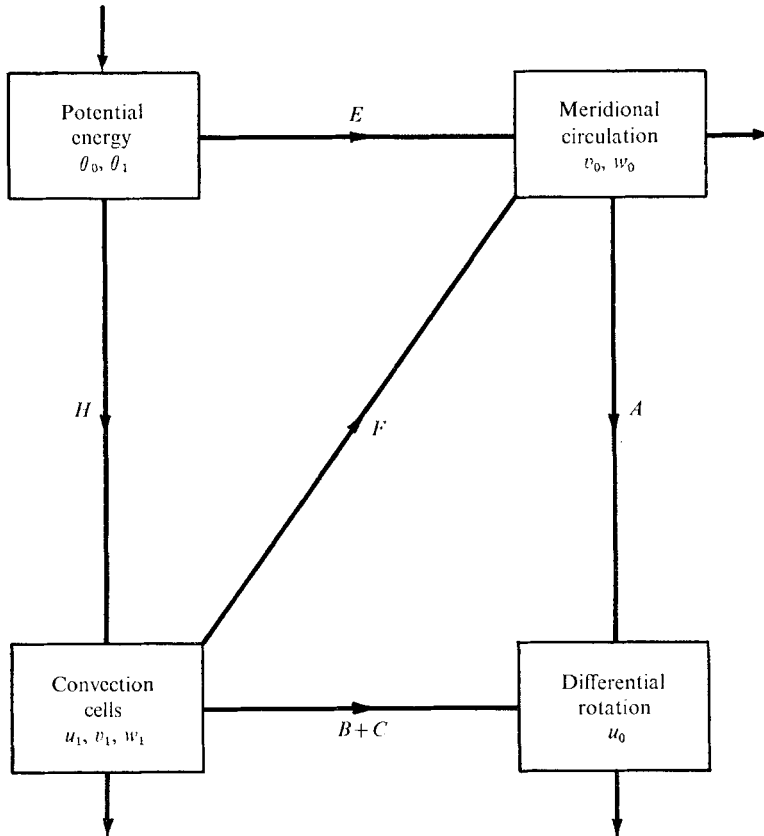 Potential
energy
θ₀, θ₁
E
Meridional
circulation
v₀, w₀
H
F
A
Convection
cells
u₁, v₁, w₁
B + C
Differential
rotation
u₀